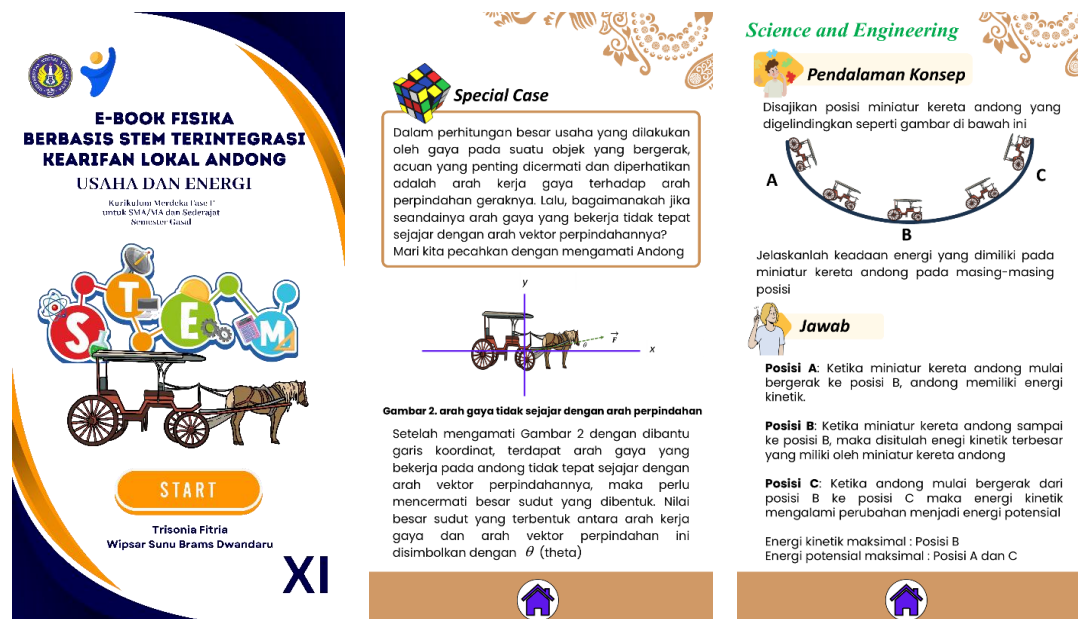 E-BOOK FISIKA
BERBASIS STEM TERINTEGRASI
KEARIFAN LOKAL ANDONG
USAHA DAN ENERGI
Kurikulum Merdeka Fase F
untuk SMA/MA dan Sederajat
Semester Gasal
S T E M
START
Trisonia Fitria
Wipsar Sunu Brams Dwandaru
XI
Special Case
Dalam perhitungan besar usaha yang dilakukan
oleh gaya pada suatu objek yang bergerak,
acuan yang penting dicermati dan diperhatikan
adalah arah kerja gaya terhadap arah
perpindahan geraknya. Lalu, bagaimanakah jika
seandainya arah gaya yang bekerja tidak tepat
sejajar dengan arah vektor perpindahannya?
Mari kita pecahkan dengan mengamati Andong
y
F
θ
x
Gambar 2. arah gaya tidak sejajar dengan arah perpindahan
Setelah mengamati Gambar 2 dengan dibantu
garis koordinat, terdapat arah gaya yang
bekerja pada andong tidak tepat sejajar dengan
arah vektor perpindahannya, maka perlu
mencermati besar sudut yang dibentuk. Nilai
besar sudut yang terbentuk antara arah kerja
gaya dan arah vektor perpindahan ini
disimbolkan dengan θ (theta)
Science and Engineering
Pendalaman Konsep
Disajikan posisi miniatur kereta andong yang
digelindingkan seperti gambar di bawah ini
A
C
B
Jelaskanlah keadaan energi yang dimiliki pada
miniatur kereta andong pada masing-masing
posisi
Jawab
Posisi A: Ketika miniatur kereta andong mulai
bergerak ke posisi B, andong memiliki energi
kinetik.
Posisi B: Ketika miniatur kereta andong sampai
ke posisi B, maka disitulah enegi kinetik terbesar
yang miliki oleh miniatur kereta andong
Posisi C: Ketika andong mulai bergerak dari
posisi B ke posisi C maka energi kinetik
mengalami perubahan menjadi energi potensial
Energi kinetik maksimal : Posisi B
Energi potensial maksimal : Posisi A dan C